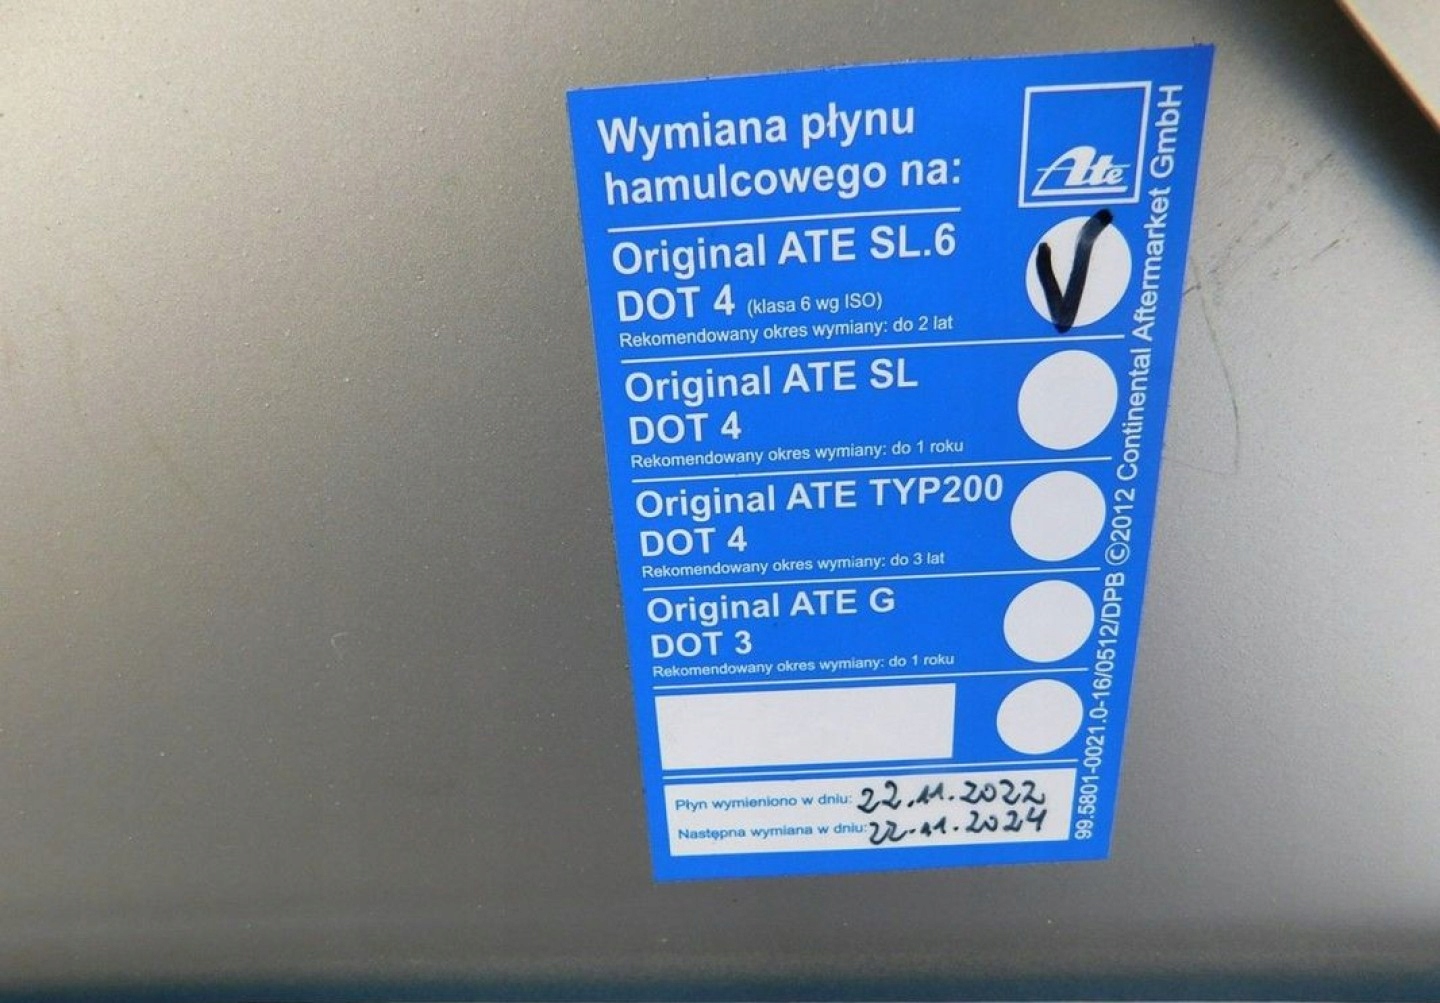 Wymiana płynu
hamulcowego na:
Ate
Original ATE SL.6
DOT 4 (klasa 6 wg ISO)
Rekomendowany okres wymiany: do 2 lat
V
Original ATE SL
DOT 4
Rekomendowany okres wymiany: do 1 roku
Original ATE TYP200
DOT 4
Rekomendowany okres wymiany: do 3 lat
Original ATE G
DOT 3
Rekomendowany okres wymiany: do 1 roku
Płyn wymieniono w dniu: 22.11.2022
Następna wymiana w dniu: 22.11.2024
99.5801-0021.0-16/0512/DPB ©2012 Continental Aftermarket GmbH